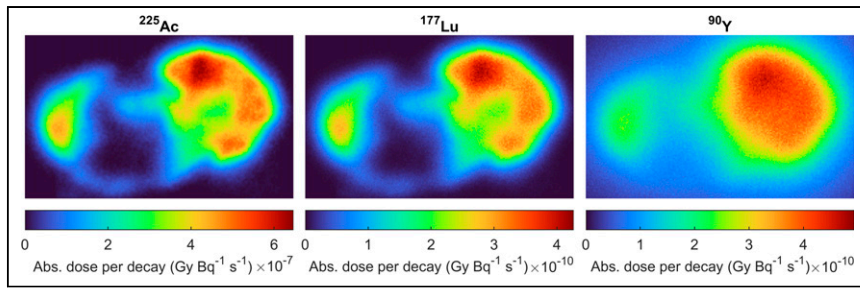 ²²⁵Ac ¹⁷⁷Lu ⁹⁰Y
0 2 4 6 0 1 2 3 4 0 2 4
Abs. dose per decay (Gy Bq⁻¹ s⁻¹)×10⁻⁷ Abs. dose per decay (Gy Bq⁻¹ s⁻¹)×10⁻¹⁰ Abs. dose per decay (Gy Bq⁻¹ s⁻¹)×10⁻¹⁰